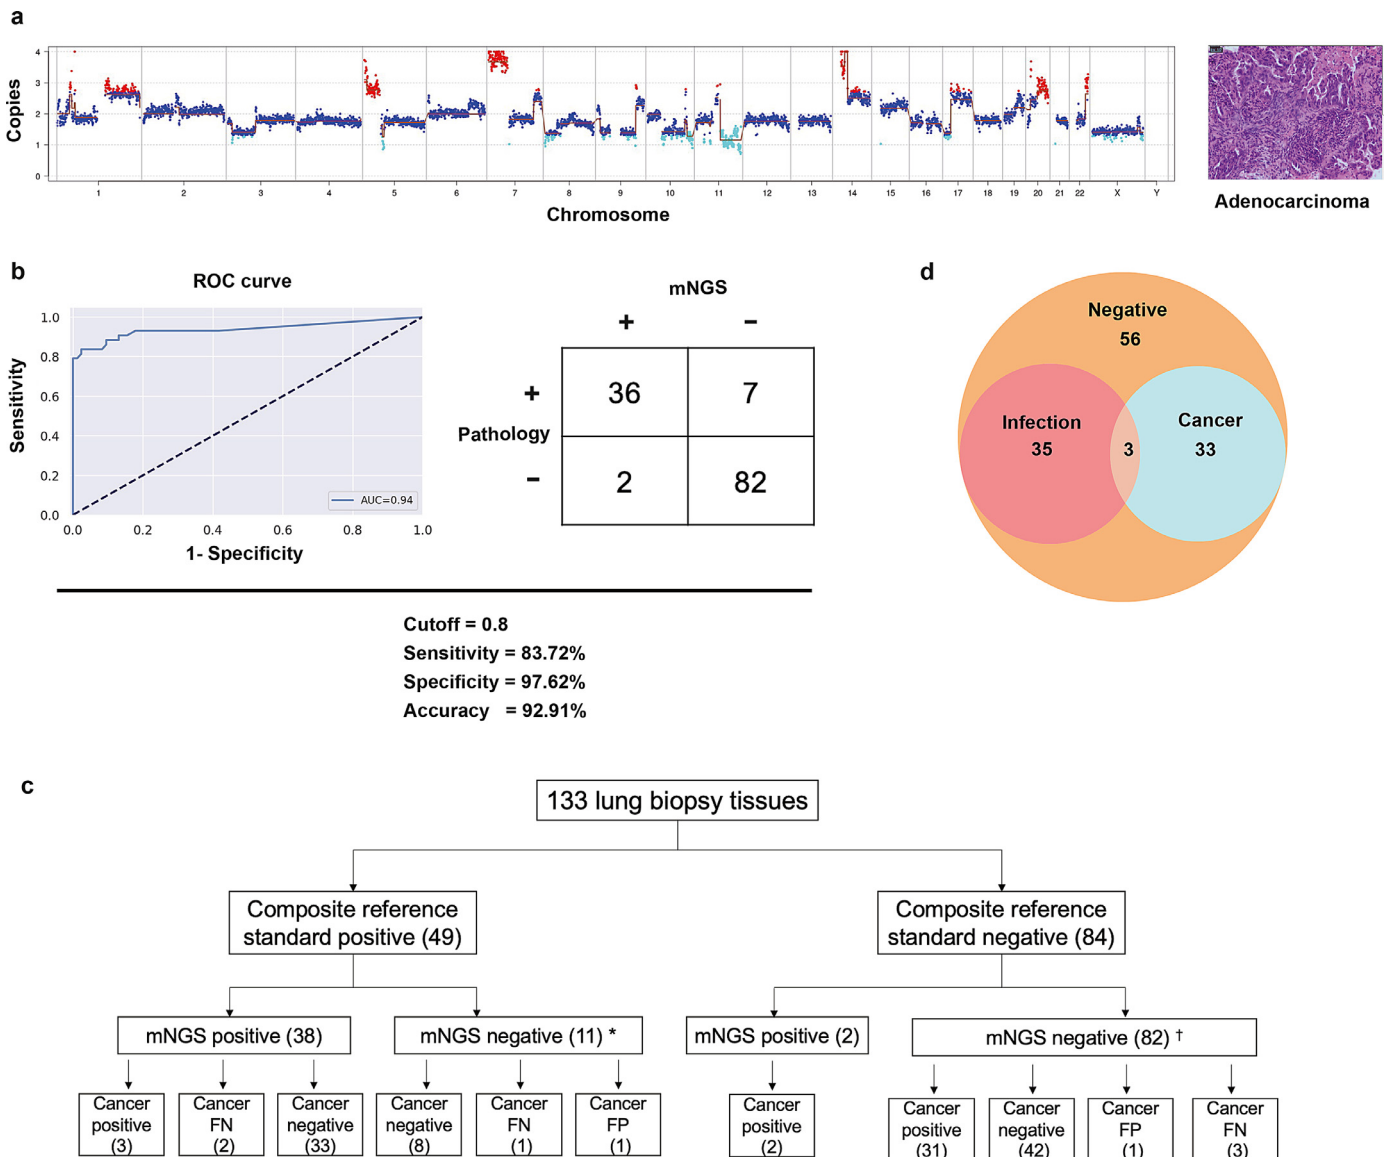 a
Copies
4
3
2
1
0
1 2 3 4 5 6 7 8 9 10 11 12 13 14 15 16 17 18 19 20 21 22 X Y
Chromosome
Adenocarcinoma
b
ROC curve
Sensitivity
1.0
0.8
0.6
0.4
0.2
0.0
0.0 0.2 0.4 0.6 0.8 1.0
AUC=0.94
1- Specificity
mNGS
+ −
Pathology
+ 36 7
− 2 82
Cutoff = 0.8
Sensitivity = 83.72%
Specificity = 97.62%
Accuracy = 92.91%
d
Negative
56
Infection
35
3
Cancer
33
c
133 lung biopsy tissues
Composite reference
standard positive (49)
Composite reference
standard negative (84)
mNGS positive (38)
mNGS negative (11) *
mNGS positive (2)
mNGS negative (82) †
Cancer
positive
(3)
Cancer
FN
(2)
Cancer
negative
(33)
Cancer
negative
(8)
Cancer
FN
(1)
Cancer
FP
(1)
Cancer
positive
(2)
Cancer
positive
(31)
Cancer
negative
(42)
Cancer
FP
(1)
Cancer
FN
(3)